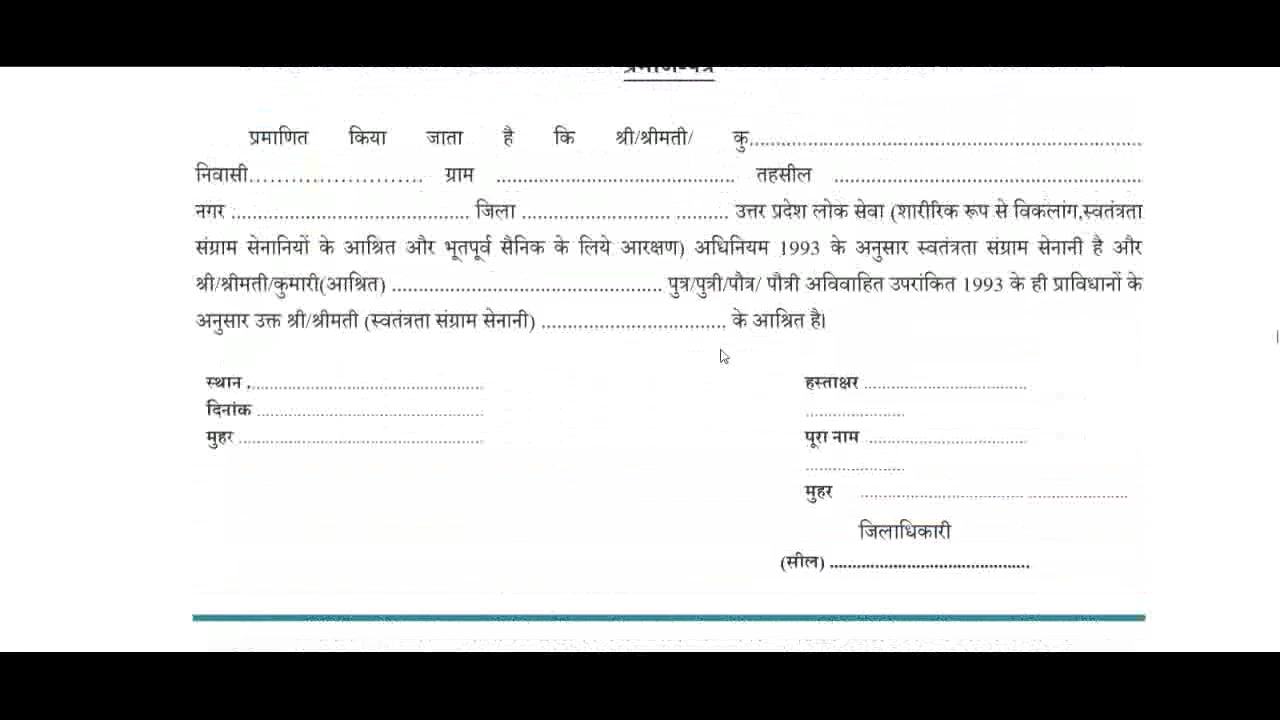 प्रमाणित किया जाता है कि श्री/श्रीमती/ कु...............................................................................
निवासी......................... ग्राम ............................................. तहसील ...........................................................
नगर ............................................. जिला ............................ .......... उत्तर प्रदेश लोक सेवा (शारीरिक रूप से विकलांग,स्वतंत्रता
संग्राम सेनानियों के आश्रित और भूतपूर्व सैनिक के लिये आरक्षण) अधिनियम 1993 के अनुसार स्वतंत्रता संग्राम सेनानी है और
श्री/श्रीमती/कुमारी(आश्रित) .................................................... पुत्र/पुत्री/पौत्र/ पौत्री अविवाहित उपरांकित 1993 के ही प्राविधानों के
अनुसार उक्त श्री/श्रीमती (स्वतंत्रता संग्राम सेनानी) ................................... के आश्रित है।
स्थान ......................................................
हस्ताक्षर ......................................
दिनांक ......................................................
.......................
मुहर ..........................................................
पूरा नाम .....................................
.......................
मुहर ...................................... .......................
जिलाधिकारी
(सील) ............................................